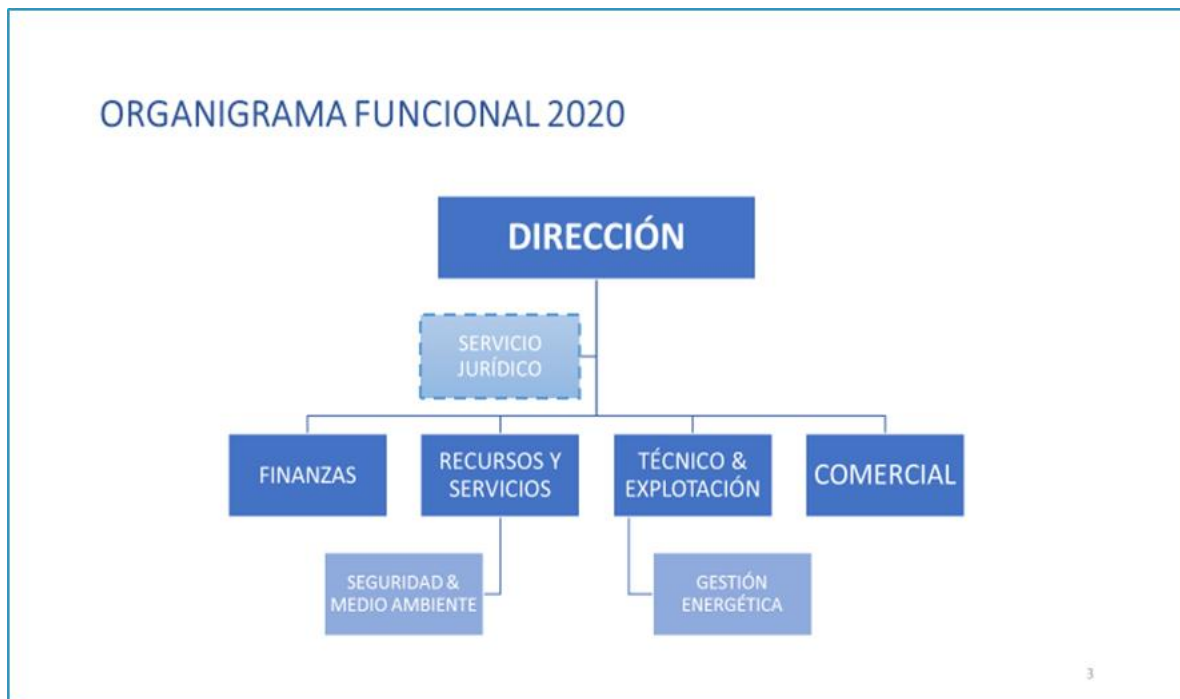 ORGANIGRAMA FUNCIONAL 2020
DIRECCIÓN
SERVICIO
JURÍDICO
FINANZAS
RECURSOS Y
SERVICIOS
TÉCNICO &
EXPLOTACIÓN
COMERCIAL
SEGURIDAD &
MEDIO AMBIENTE
GESTIÓN
ENERGÉTICA
3